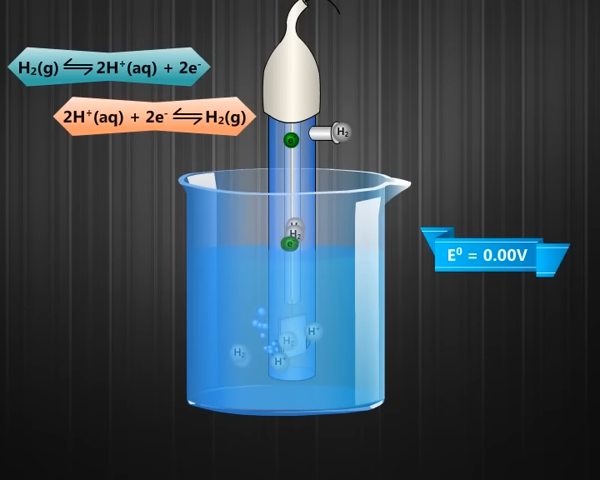 H₂(g) ⇌ 2H⁺(aq) + 2e⁻
2H⁺(aq) + 2e⁻ ⇌ H₂(g)
H₂
H₂
E⁰ = 0.00V
H⁺
H₂
H₂
H⁺